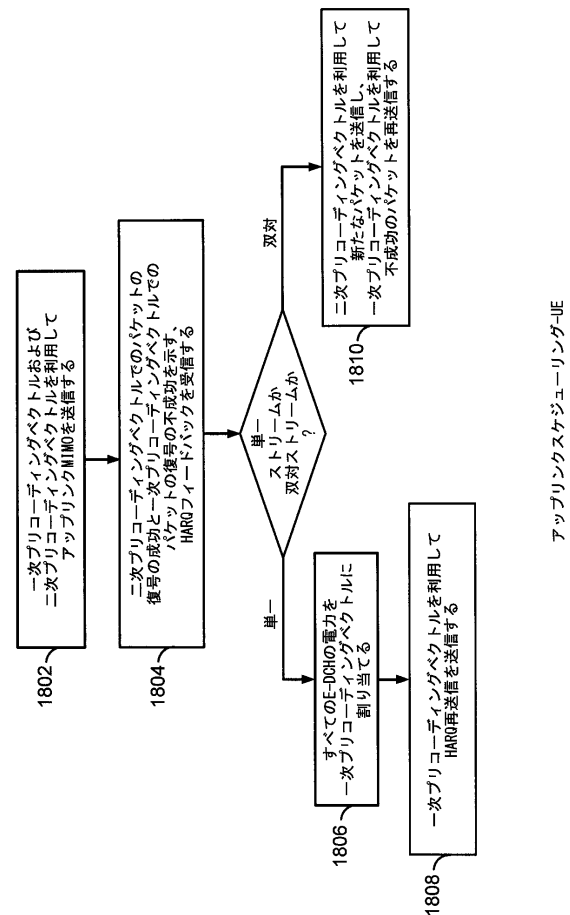 一次プリコーディングベクトルおよび
二次プリコーディングベクトルを利用して
アップリンクMIMOを送信する
1802
二次プリコーディングベクトルでのパケットの
復号の成功と一次プリコーディングベクトルでの
パケットの復号の不成功を示す、
HARQフィードバックを受信する
1804
単一
ストリームか
双対ストリームか
?
単一
双対
すべてのE-DCHの電力を
一次プリコーディングベクトルに
割り当てる
1806
一次プリコーディングベクトルを利用して
HARQ再送信を送信する
1808
二次プリコーディングベクトルを利用して
新たなパケットを送信し、
一次プリコーディングベクトルを利用して
不成功のパケットを再送信する
1810
アップリンクスケジューリング-UE